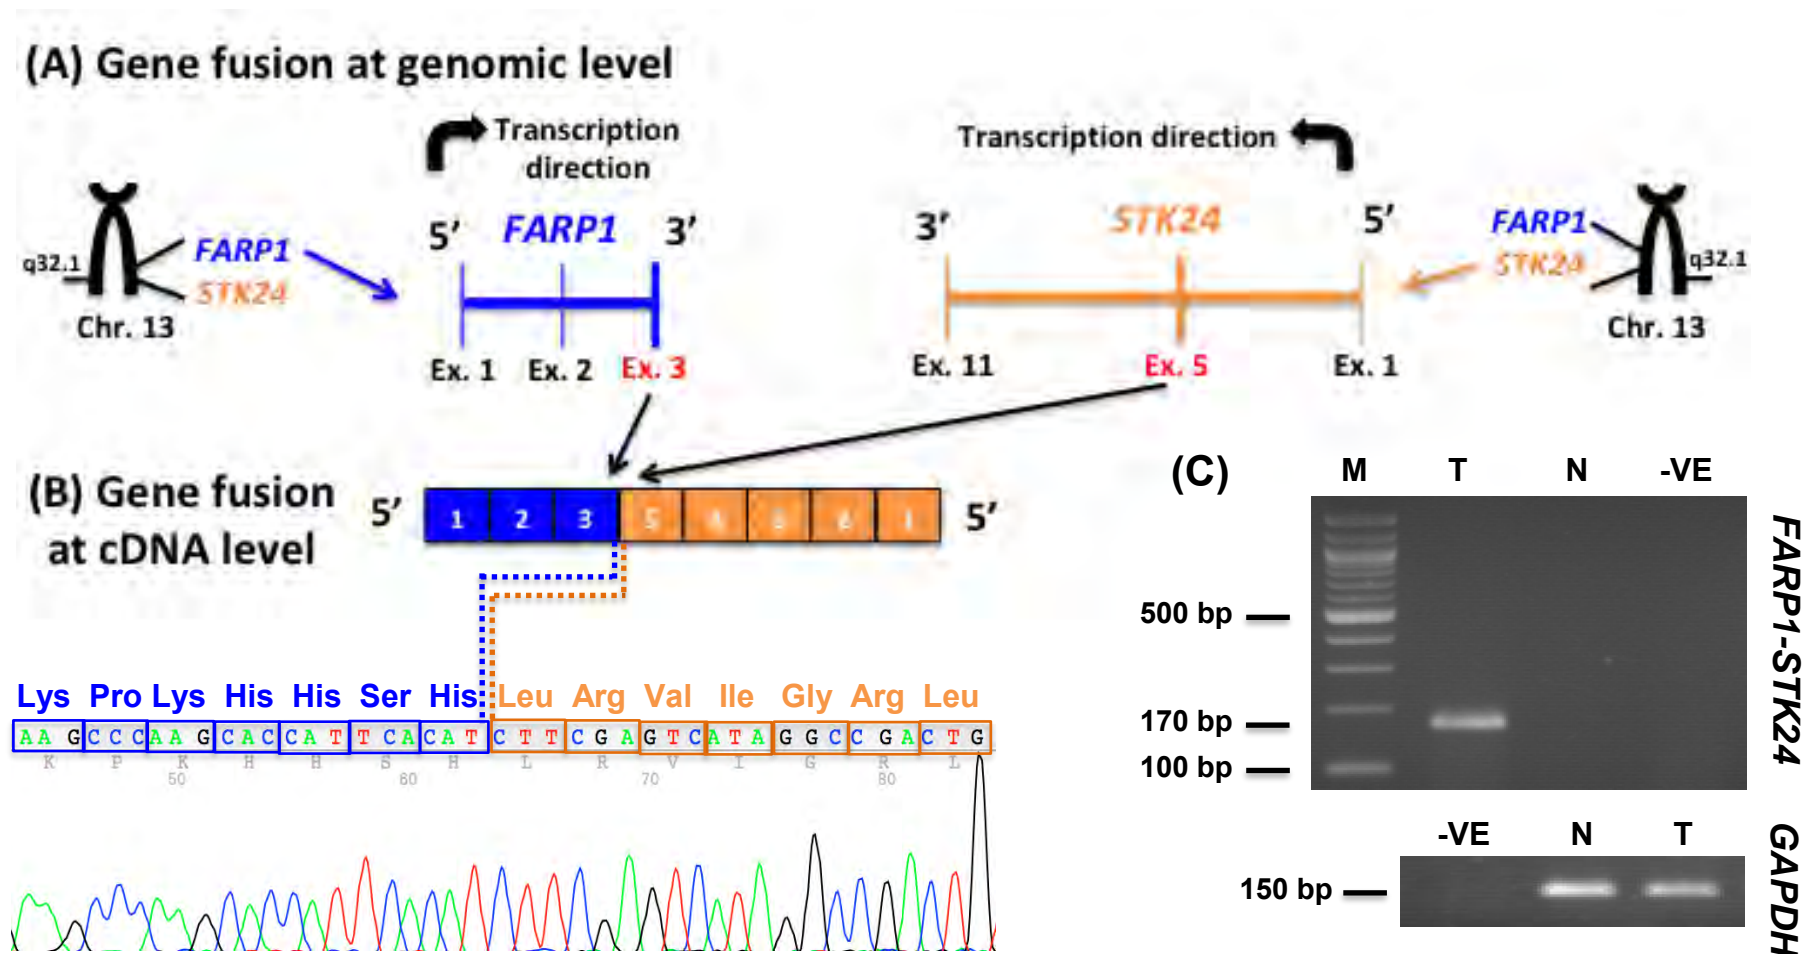 (A) Gene fusion at genomic level
Transcription
direction
Transcription direction
5' FARP1 3'
3' STK24 5'
q32.1
FARP1
STK24
Chr. 13
FARP1
STK24
q32.1
Chr. 13
Ex. 1 Ex. 2 Ex. 3
Ex. 11 Ex. 5 Ex. 1
(B) Gene fusion
at cDNA level
5' 1 2 3 5 5'
Lys Pro Lys His His Ser His Leu Arg Val Ile Gly Arg Leu
A A G C C C A A G C A C C A T T C A C A T C T T C G A G T C A T A G G C C G A C T G
K P K H H S H L R V I G R L
50 60 70 80
(C)
M T N -VE
500 bp
170 bp
100 bp
FARP1-STK24
-VE N T
150 bp
GAPDH